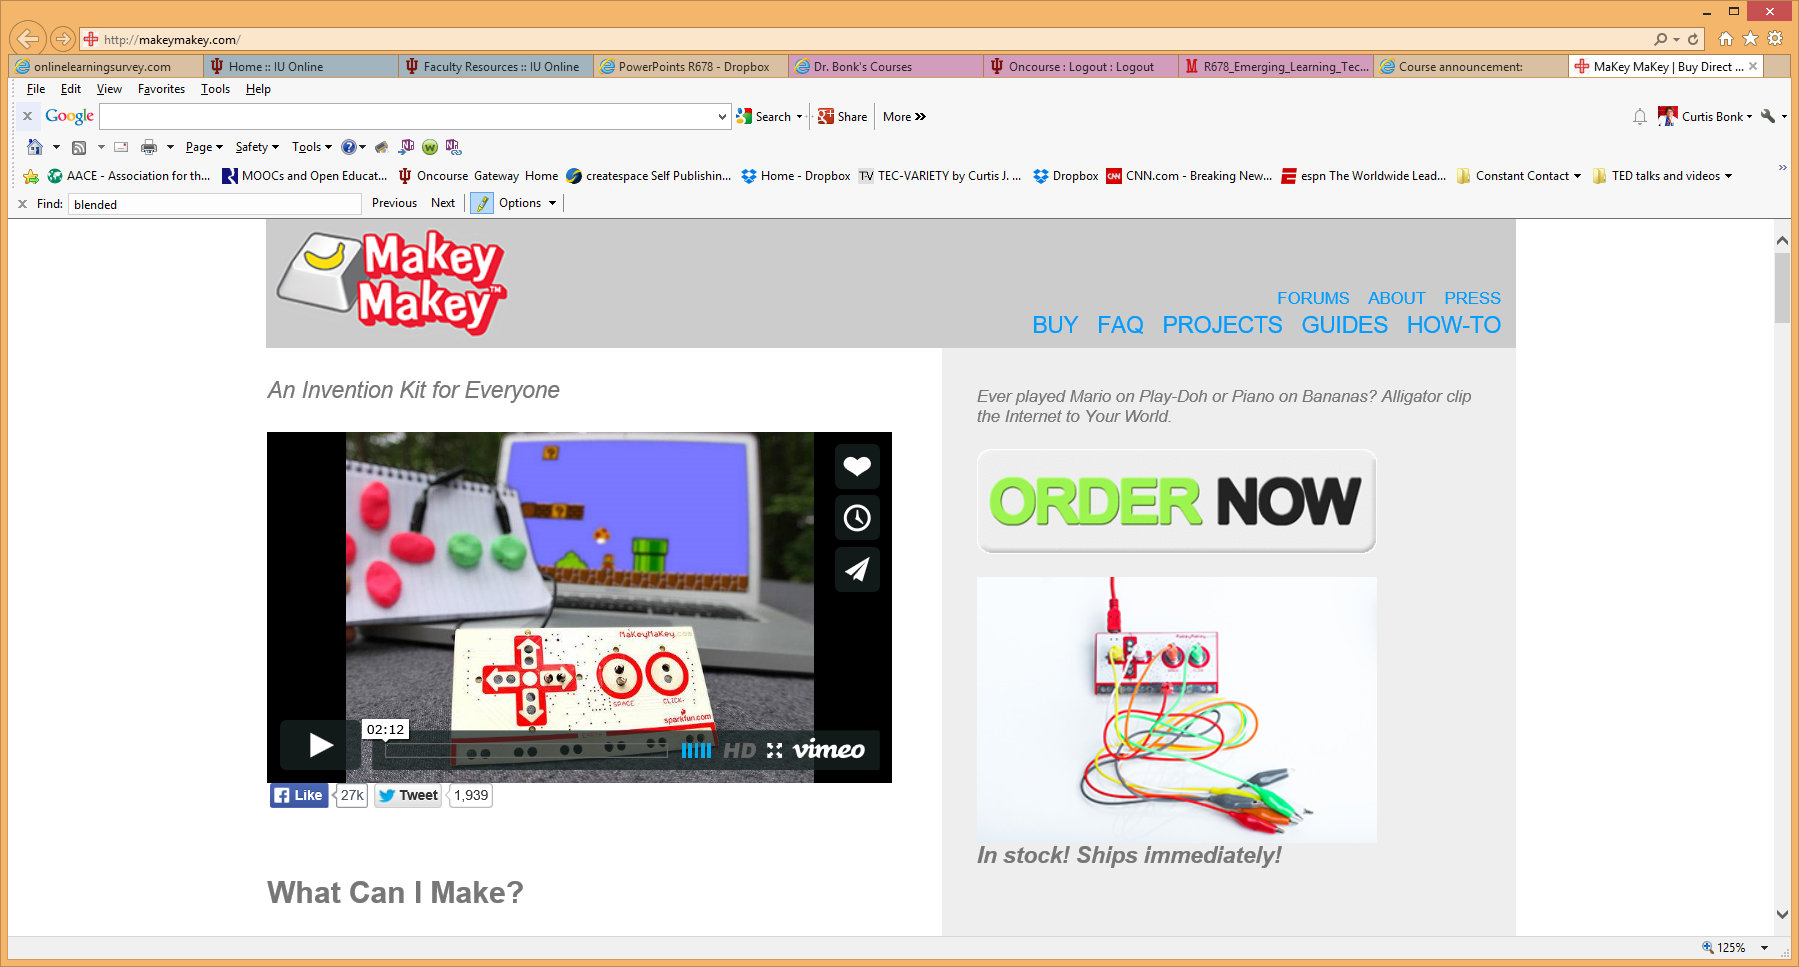 http://makeymakey.com/
onlinelearningsurvey.com
Home :: IU Online
Faculty Resources :: IU Online
PowerPoints R678 - Dropbox
Dr. Bonk's Courses
Oncourse : Logout : Logout
R678_Emerging_Learning_Tec...
Course announcement:
MaKey MaKey | Buy Direct ...
File Edit View Favorites Tools Help
x Google Search Share More »
Curtis Bonk
Page Safety Tools
AACE - Association for th...
MOOCs and Open Educat...
Oncourse Gateway Home
createspace Self Publishin...
Home - Dropbox
TEC-VARIETY by Curtis J. ...
Dropbox
CNN.com - Breaking New...
espn The Worldwide Lead...
Constant Contact
TED talks and videos
x Find: blended Previous Next Options
Makey
Makey™
FORUMS ABOUT PRESS
BUY FAQ PROJECTS GUIDES HOW-TO
An Invention Kit for Everyone
Ever played Mario on Play-Doh or Piano on Bananas? Alligator clip
the Internet to Your World.
ORDER NOW
MaKeyMaKey.com
SPACE CLICK
sparkfun.com
02:12
HD vimeo
Like 27k Tweet 1,939
In stock! Ships immediately!
What Can I Make?
125%